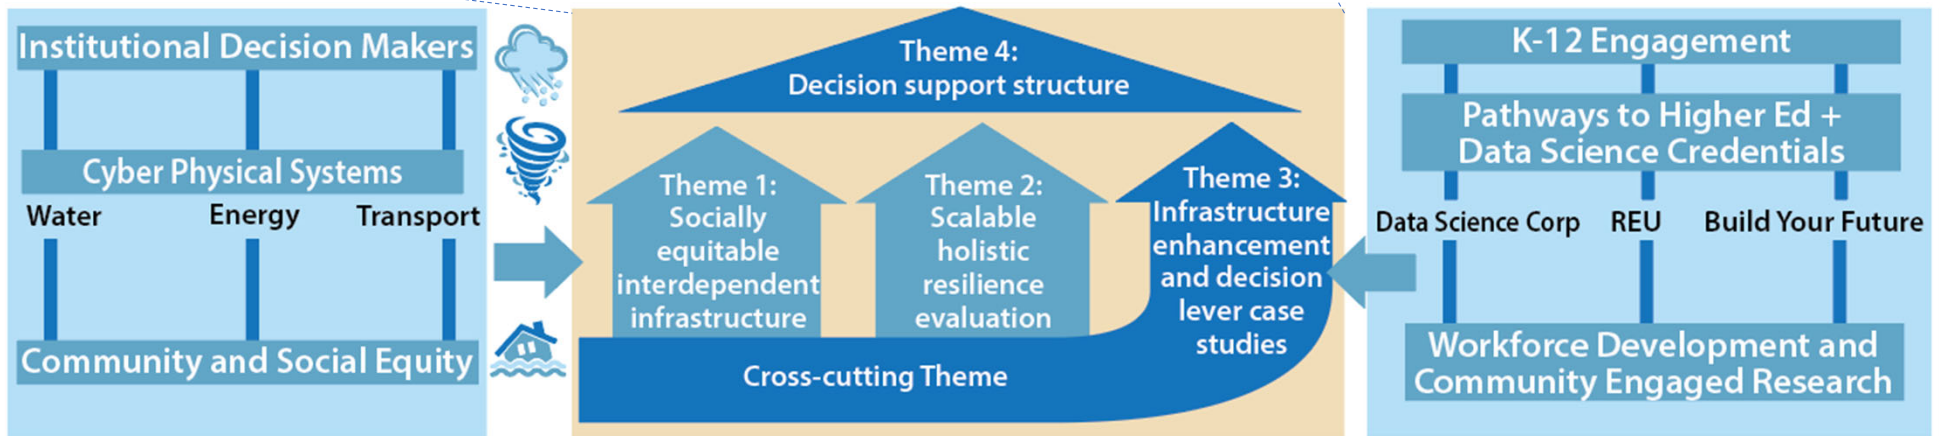 Institutional Decision Makers
Cyber Physical Systems
Water
Energy
Transport
Community and Social Equity
Theme 4:
Decision support structure
Theme 1:
Socially
equitable
interdependent
infrastructure
Theme 2:
Scalable
holistic
resilience
evaluation
Theme 3:
Infrastructure
enhancement
and decision
lever case
studies
Cross-cutting Theme
K-12 Engagement
Pathways to Higher Ed +
Data Science Credentials
Data Science Corp
REU
Build Your Future
Workforce Development and
Community Engaged Research